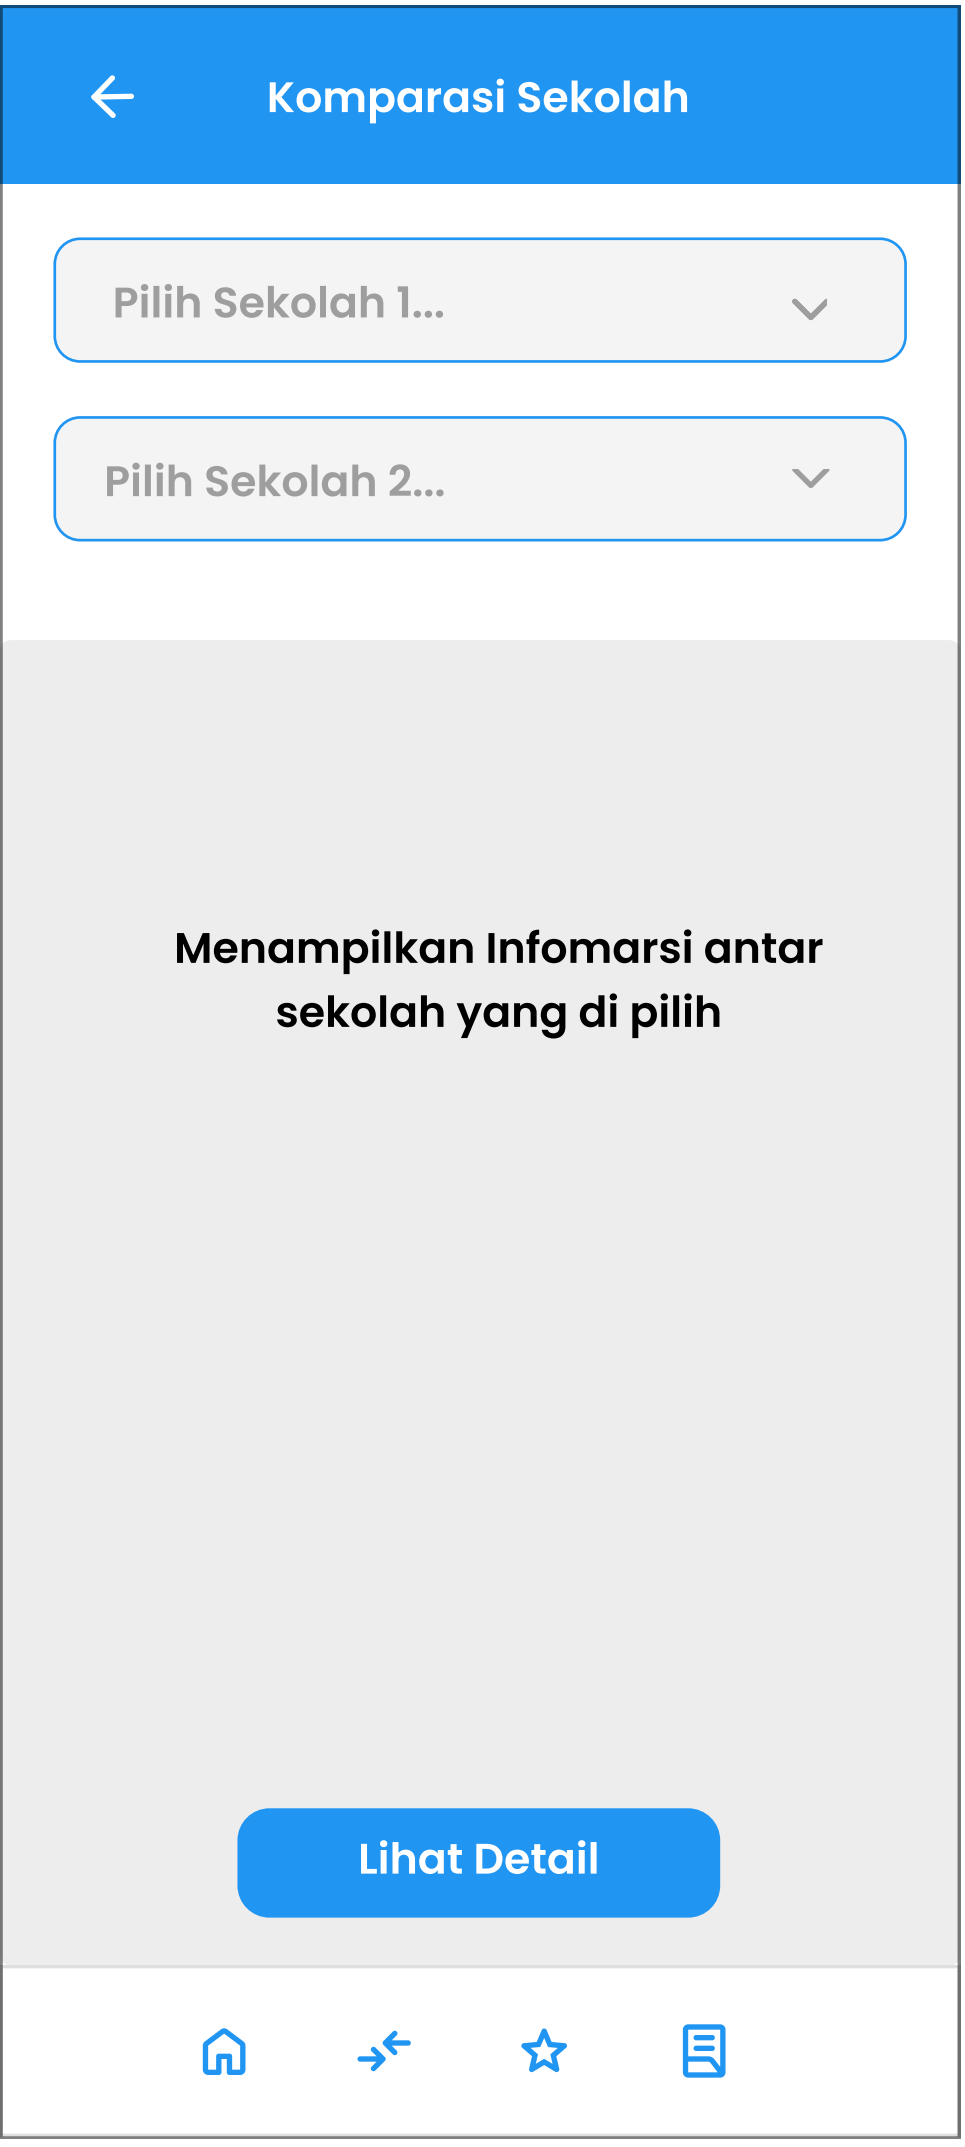 Komparasi Sekolah
Pilih Sekolah 1...
Pilih Sekolah 2...
Menampilkan Infomarsi antar
sekolah yang di pilih
Lihat Detail